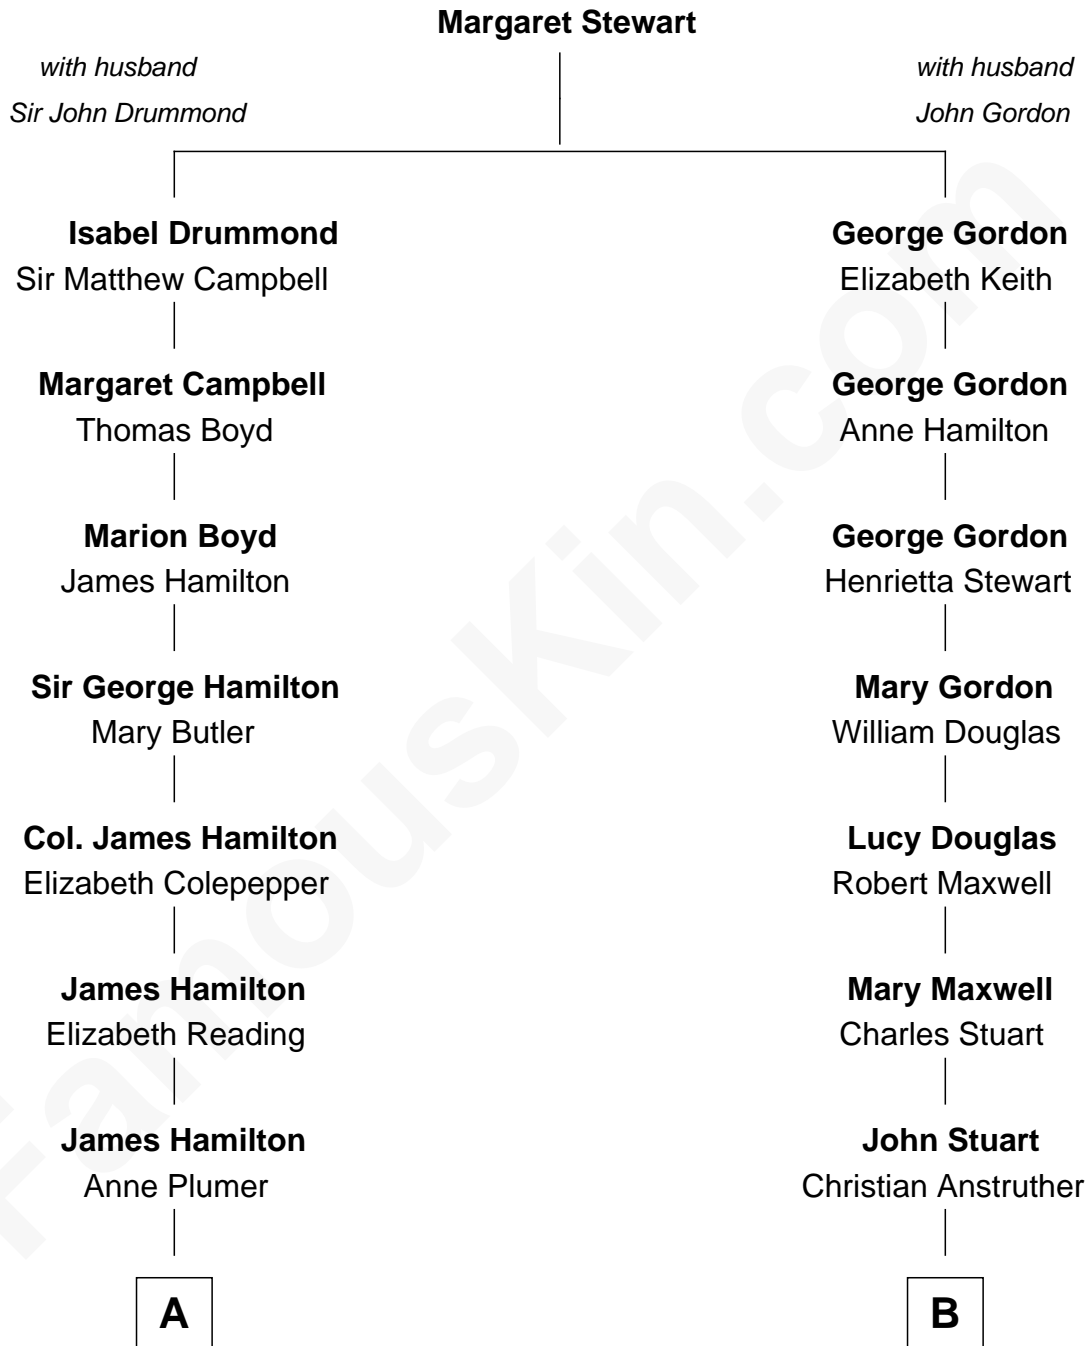 Margaret Stewart
with husband
Sir John Drummond
with husband
John Gordon
Isabel Drummond
Sir Matthew Campbell
George Gordon
Elizabeth Keith
Margaret Campbell
Thomas Boyd
George Gordon
Anne Hamilton
Marion Boyd
James Hamilton
George Gordon
Henrietta Stewart
Sir George Hamilton
Mary Butler
Mary Gordon
William Douglas
Col. James Hamilton
Elizabeth Colepepper
Lucy Douglas
Robert Maxwell
James Hamilton
Elizabeth Reading
Mary Maxwell
Charles Stuart
James Hamilton
Anne Plumer
John Stuart
Christian Anstruther
A
B
FamousKin.com